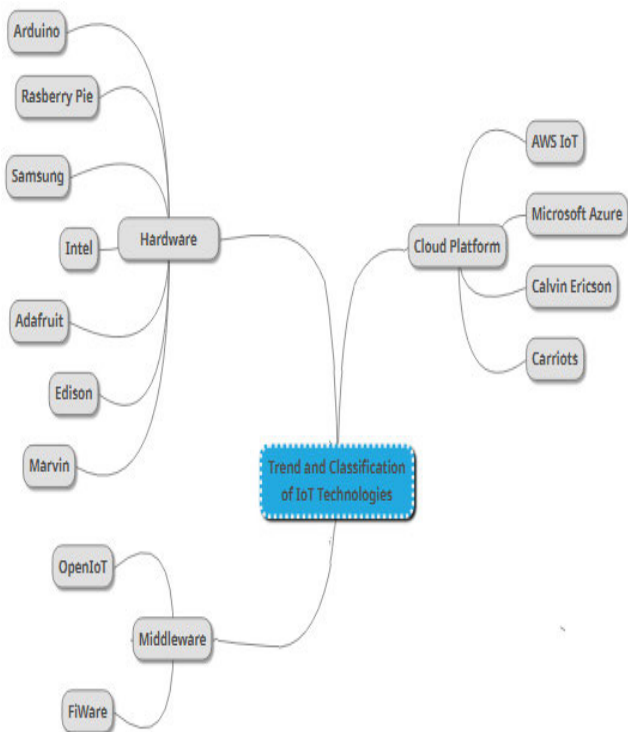 Arduino
Rasberry Pie
Samsung
Intel
Adafruit
Edison
Marvin
Hardware
AWS IoT
Microsoft Azure
Cloud Platform
Calvin Ericson
Carriots
Trend and Classification
of IoT Technologies
OpenIoT
Middleware
FiWare